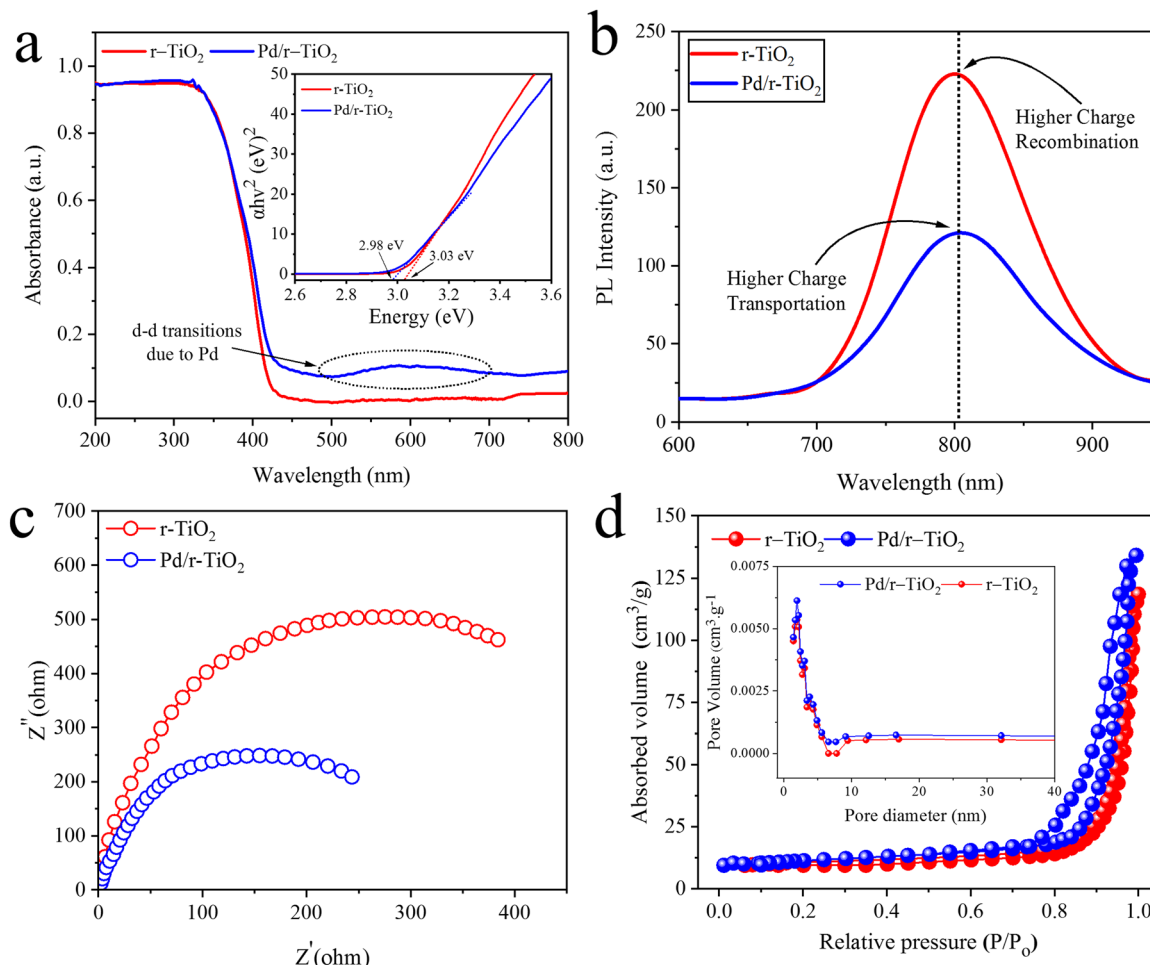 a
r–TiO₂ Pd/r–TiO₂
1.0
0.8
0.6
0.4
0.2
0.0
Absorbance (a.u.)
200 300 400 500 600 700 800
Wavelength (nm)
d-d transitions
due to Pd
r–TiO₂
Pd/r–TiO₂
50
40
30
20
10
0
αhv² (eV)²
2.98 eV
3.03 eV
2.6 2.8 3.0 3.2 3.4 3.6
Energy (eV)
b
r-TiO₂
Pd/r-TiO₂
250
200
150
100
50
0
PL Intensity (a.u.)
Higher Charge
Recombination
Higher Charge
Transportation
600 700 800 900
Wavelength (nm)
c
r-TiO₂
Pd/r-TiO₂
700
600
500
400
300
200
100
0
Z″(ohm)
0 100 200 300 400
Z′(ohm)
d
r–TiO₂ Pd/r–TiO₂
150
125
100
75
50
25
0
Absorbed volume (cm³/g)
Pd/r–TiO₂ r–TiO₂
0.0075
0.0050
0.0025
0.0000
Pore Volume (cm³.g⁻¹)
0 10 20 30 40
Pore diameter (nm)
0.0 0.2 0.4 0.6 0.8 1.0
Relative pressure (P/Pₒ)